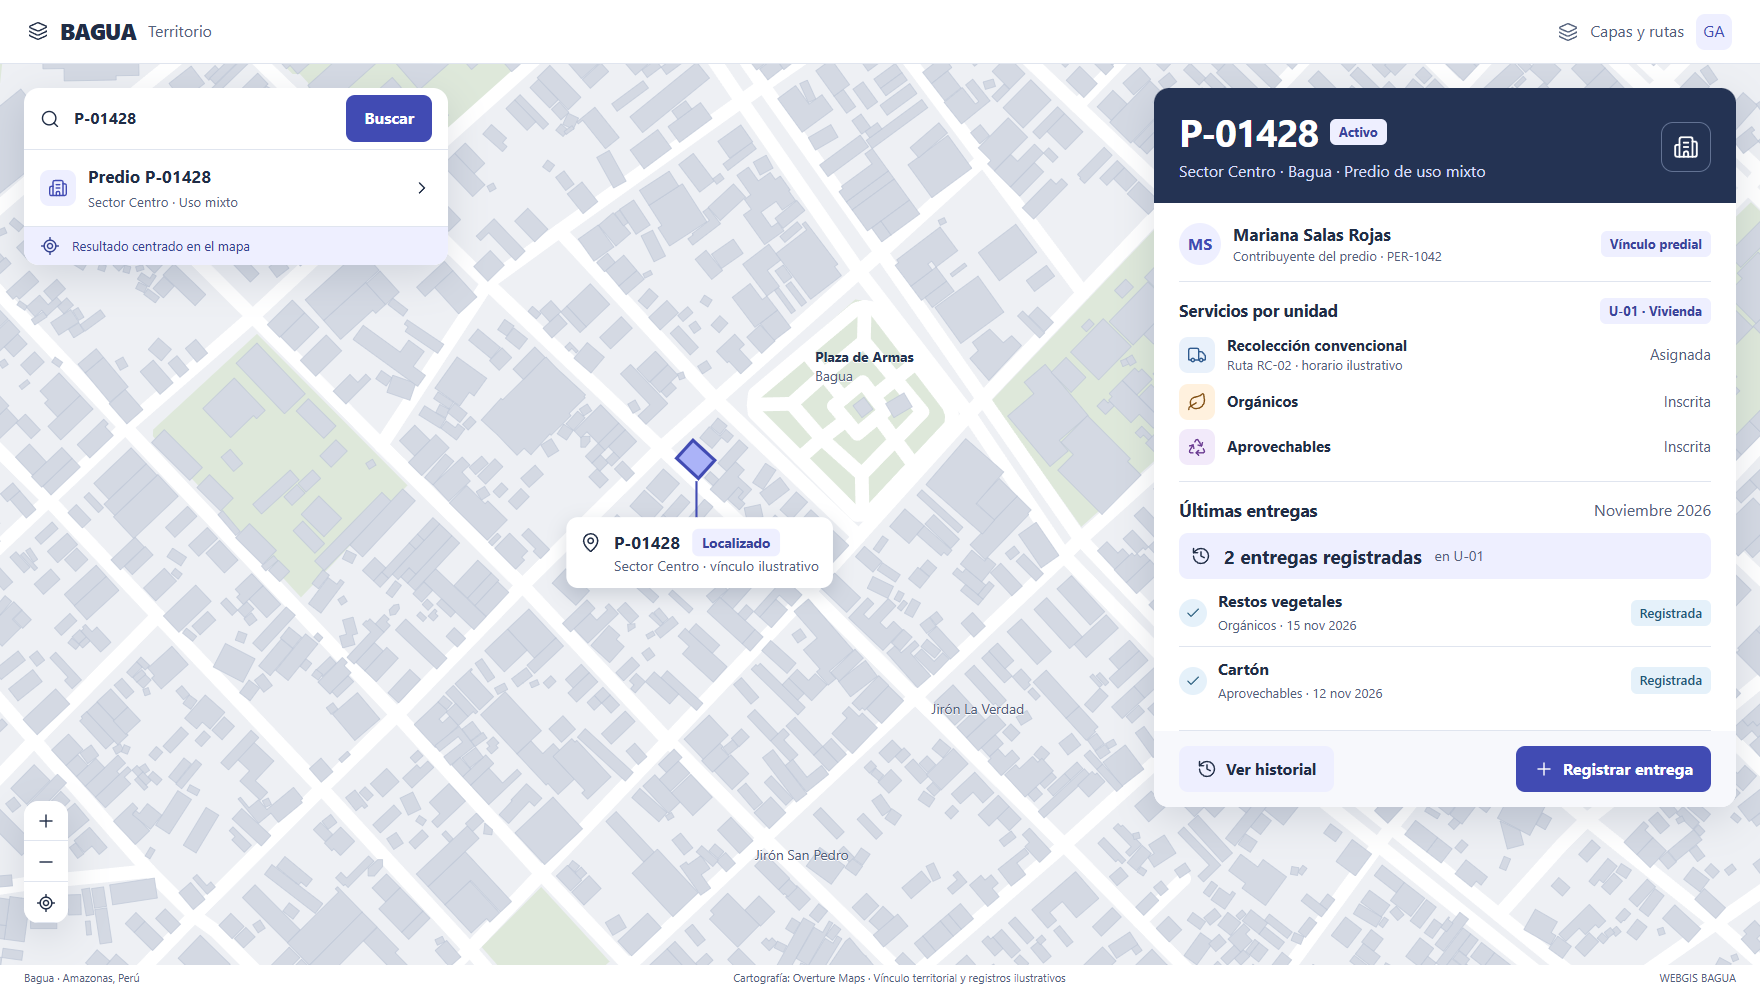 BAGUA Territorio
Capas y rutas GA
P-01428
Buscar
Predio P-01428
Sector Centro · Uso mixto
Resultado centrado en el mapa
Plaza de Armas
Bagua
P-01428 Localizado
Sector Centro · vínculo ilustrativo
Jirón La Verdad
Jirón San Pedro
P-01428 Activo
Sector Centro · Bagua · Predio de uso mixto
MS
Mariana Salas Rojas
Contribuyente del predio · PER-1042
Vínculo predial
Servicios por unidad
U-01 · Vivienda
Recolección convencional
Ruta RC-02 · horario ilustrativo
Asignada
Orgánicos
Inscrita
Aprovechables
Inscrita
Últimas entregas
Noviembre 2026
2 entregas registradas en U-01
Restos vegetales
Orgánicos · 15 nov 2026
Registrada
Cartón
Aprovechables · 12 nov 2026
Registrada
Ver historial
Registrar entrega
Bagua · Amazonas, Perú
Cartografía: Overture Maps · Vínculo territorial y registros ilustrativos
WEBGIS BAGUA